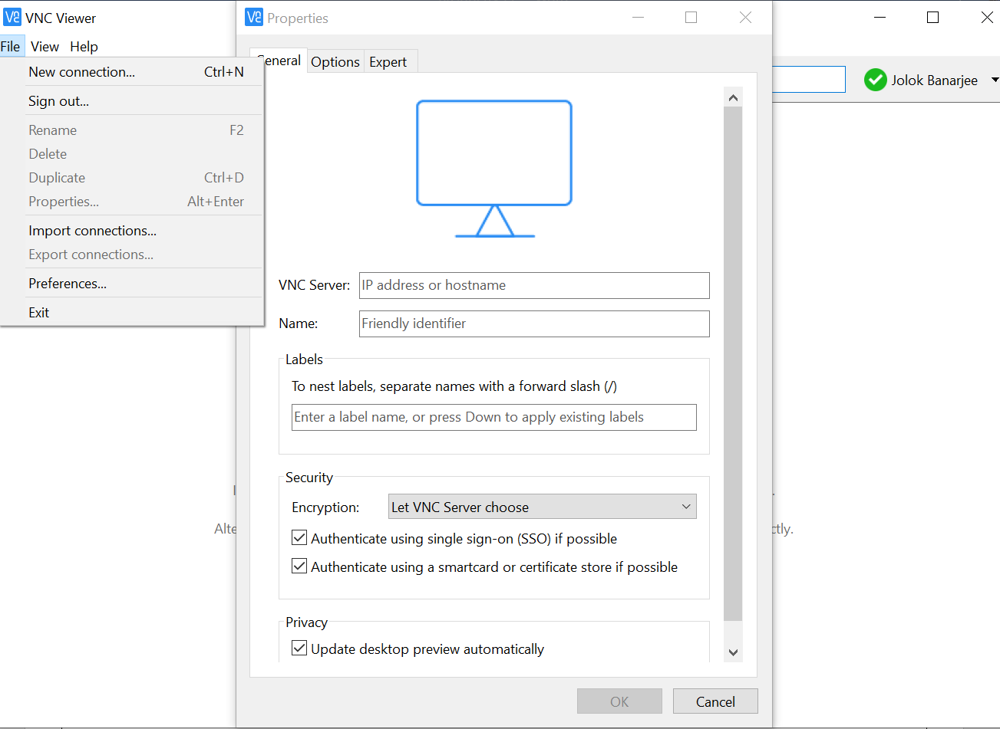 VNC Viewer
File View Help
New connection... Ctrl+N
Sign out...
Rename F2
Delete
Duplicate Ctrl+D
Properties... Alt+Enter
Import connections...
Export connections...
Preferences...
Exit
Properties
General Options Expert
VNC Server: IP address or hostname
Name: Friendly identifier
Labels
To nest labels, separate names with a forward slash (/)
Enter a label name, or press Down to apply existing labels
Security
Encryption: Let VNC Server choose
Authenticate using single sign-on (SSO) if possible
Authenticate using a smartcard or certificate store if possible
Privacy
Update desktop preview automatically
OK Cancel
Jolok Banarjee